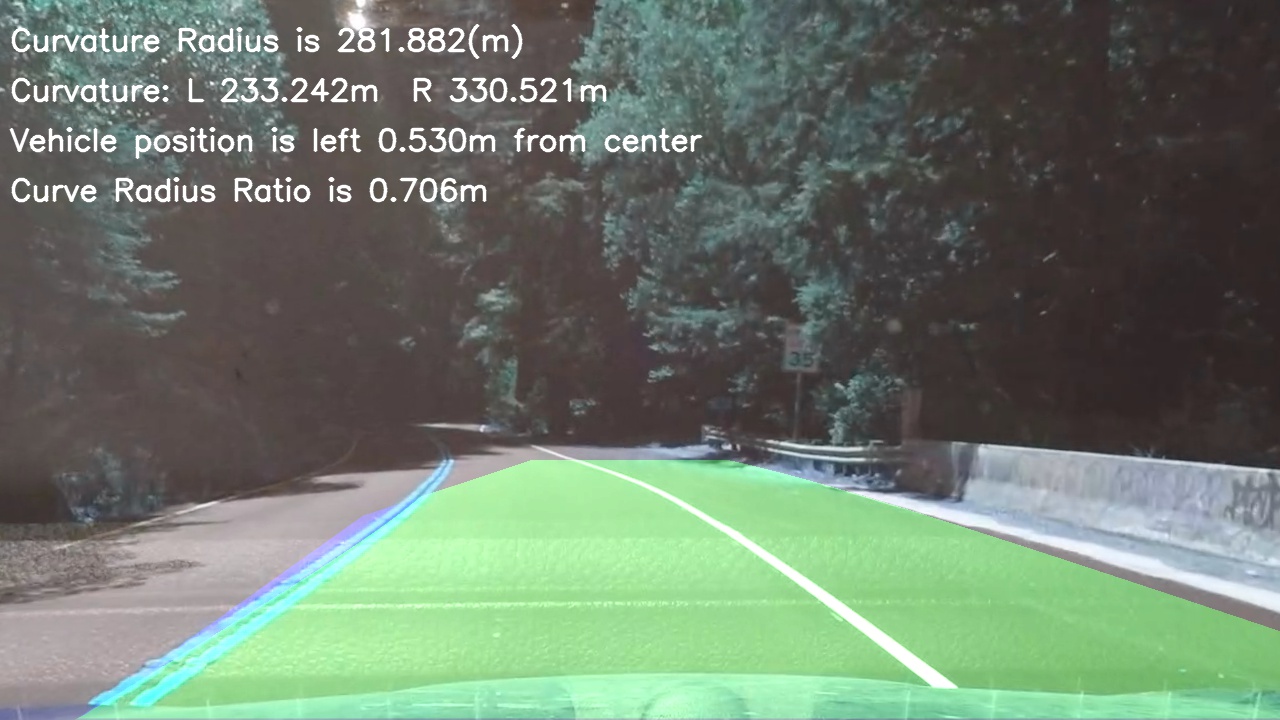 Curvature Radius is 281.882(m)
Curvature: L 233.242m R 330.521m
Vehicle position is left 0.530m from center
Curve Radius Ratio is 0.706m
35